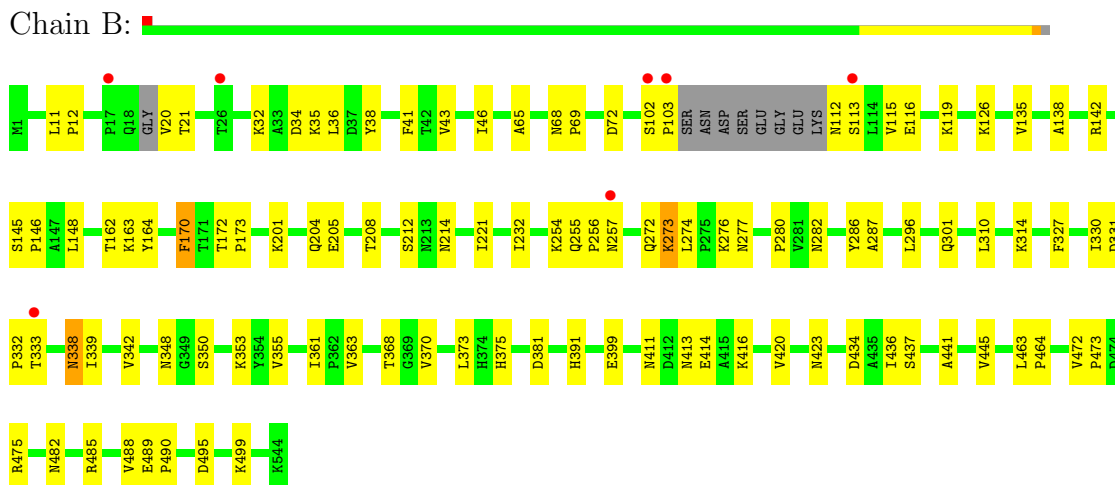 Chain B:
M1 L11 P12 P17 Q18 GLY V20 T21 T26 K32 A33 D34 K35 L36 D37 Y38 F41 T42 V43 I46 A65 N68 P69 D72 S102 P103 SER ASN ASP SER GLU GLY GLU LYS N112 S113 L114 V115 E116 K119 K126 V135 A138 R142
S145 P146 A147 L148 T162 K163 Y164 F170 T171 T172 P173 K201 Q204 E205 T208 S212 N213 N214 I221 I232 K254 Q255 P256 N257 Q272 K273 L274 P275 K276 N277 P280 V281 N282 Y286 A287 L296 Q301 L310 K314 F327 I330
P332 T333 N338 I339 V342 N348 G349 S350 K353 Y354 V355 I361 P362 V363 T368 G369 V370 L373 H374 H375 D381 H391 E399 N411 D412 N413 E414 A415 K416 V420 N423 D434 A435 I436 S437 A441 V445 L463 P464 V472 P473
R475 N482 R485 V488 E489 P490 D495 K499 K544